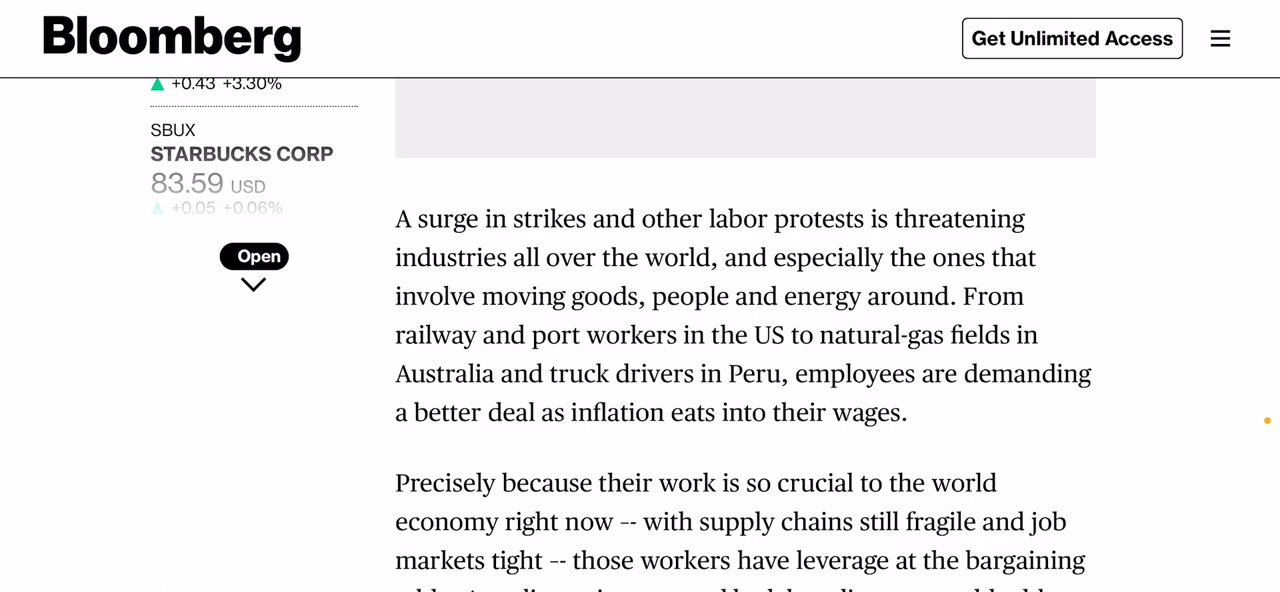 Bloomberg
Get Unlimited Access
+0.43 +3.30%
SBUX
STARBUCKS CORP
83.59 USD
+0.05 +0.06%
Open
A surge in strikes and other labor protests is threatening
industries all over the world, and especially the ones that
involve moving goods, people and energy around. From
railway and port workers in the US to natural-gas fields in
Australia and truck drivers in Peru, employees are demanding
a better deal as inflation eats into their wages.
Precisely because their work is so crucial to the world
economy right now -- with supply chains still fragile and job
markets tight -- those workers have leverage at the bargaining